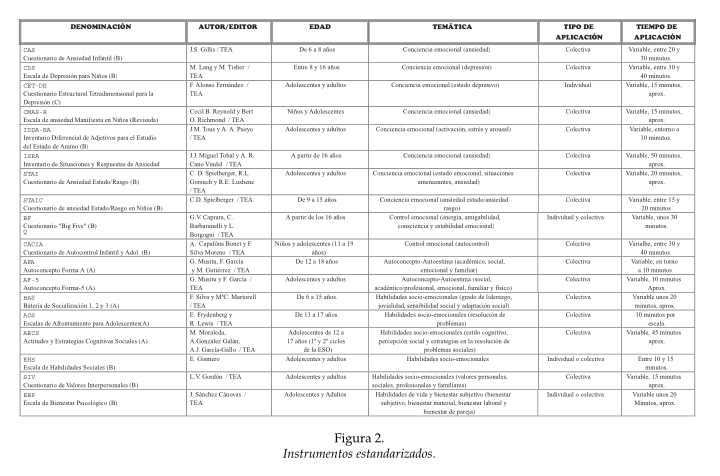 DENOMINACIÓN AUTOR/EDITOR EDAD TEMÁTICA TIPO DE APLICACIÓN TIEMPO DE APLICACIÓN
CAS
Cuestionario de Ansiedad Infantil (B)
J.S. Gillis / TEA
De 6 a 8 años
Conciencia emocional (ansiedad)
Colectiva
Variable, entre 20 y
30 minutos.
CDS
Escala de Depresión para Niños (B)
M. Lang y M. Tisher /
TEA
Entre 8 y 16 años
Conciencia emocional (depresión)
Colectiva
Variable, entre 30 y
40 minutos.
CET-DE
Cuestionario Estructural Tetradimensional para la
Depresión (C)
F. Alonso Fernández /
TEA
Adolescentes y adultos
Conciencia emocional (estado depresivo)
Individual
Variable, 15 minutos,
aprox.
CMAS-R
Escala de ansiedad Manifiesta en Niños (Revisada)
Cecil B. Reynold y Bert
O. Richmond / TEA
Niños y Adolescentes
Conciencia emocional (ansiedad)
Colectiva
Variable, 15 minutos,
aprox.
IDDA-EA
Inventario Diferencial de Adjetivos para el Estudio
del Estado de Animo (B)
J.M. Tous y A. A. Pueyo
/ TEA
Adolescentes y adultos
Conciencia emocional (activación, estrés y arousal)
Colectiva
Variable, entorno a
10 minutos.
ISRA
Inventario de Situaciones y Respuestas de Ansiedad
J.J. Miguel Tobal y A. R.
Cano Vindel / TEA
A partir de 16 años
Conciencia emocional (ansiedad)
Colectiva
Variable, 50 minutos,
aprox.
STAI
Cuestionario de Ansiedad Estado/Rasgo (B)
C. D. Spielberger, R.L.
Gorsuch y R.E. Lushene
/ TEA
Adolescentes y adultos
Conciencia emocional (estado emocional, situaciones
amenazantes, ansiedad)
Colectiva
Variable, 20 minutos,
aprox.
STAIC
Cuestionario de ansiedad Estado/Rasgo en Niños (B)
C.D. Spielberger / TEA
De 9 a 15 años
Conciencia emocional (ansiedad estado/ansiedad
rasgo)
Colectiva
Variable, entre 15 y
20 minutos
BF
Cuestionario "Big Five" (B)
Q
G.V. Caprara, C.
Barbaranelli y L.
Borgogni / TEA
A partir de los 16 años
Control emocional (energía, amigabilidad,
consciencia y estabilidad emocional)
Individual y colectiva
Variable, unos 30
minutos.
CACIA
Cuestionario de Autocontrol Infantil y Adol. (B)
A. Capafóns Bonet y F.
Silva Moreno / TEA
Niños y adolescentes (11 a 19
años)
Control emocional (autocontrol)
Colectiva
Variable, entre 30 y
40 minutos.
AFA
Autoconcepto Forma A (A)
G. Musitu, F. García
y M. Gutiérrez / TEA
De 12 a 18 años
Autoconcepto-Autoestima (académico, social,
emocional y familiar)
Colectiva
Variable, en torno
a 10 minutos.
AF-5
Autoconcepto Forma-5 (A)
G. Musitu y F. García /
TEA
Adolescentes y adultos
Autoconcepto-Autoestima (social,
académico/profesional, emocional, familiar y físico)
Colectiva
Variable, 10 minutos
Aprox.
BAS
Batería de Socialización 1, 2 y 3 (A)
F. Silva y MªC. Martorell
/ TEA
De 6 a 15 años.
Habilidades socio-emocionales (grado de liderazgo,
jovialidad, sensibilidad social y adaptación social)
Colectiva
Variable unos 20
minutos, aprox.
ACS
Escalas de Afrontamiento para Adolescentes(A)
E. Frydenberg y
R. Lewis / TEA
De 13 a 17 años.
Habilidades socio-emocionales (resolución de
problemas)
Colectiva
10 minutos por
escala.
AECS
Actitudes y Estrategias Cognitivas Sociales (A)
M. Moraleda,
A.González Galán,
A.J. García-Gallo / TEA
Adolescentes de 12 a
17 años (1º y 2º ciclos
de la ESO)
Habilidades socio-emocionales (estilo cognitivo,
percepción social y estrategias en la resolución de
problemas sociales)
Colectiva
Variable, 45 minutos
aprox.
EHS
Escala de Habilidades Sociales (B)
E. Gismero
Adolescentes y adultos
Habilidades socio-emocionales
Individual o colectiva
Entre 10 y 15
minutos.
SIV
Cuestionario de Valores Interpersonales (B)
L.V. Gordón / TEA
Adolescentes y adultos
Habilidades socio-emocionales (valores personales,
sociales, profesionales y familiares)
Colectiva
Variable, 15 minutos
aprox.
EBP
Escala de Bienestar Psicológico (B)
J. Sánchez Cánovas /
TEA
Adolescentes y Adultos
Habilidades de vida y bienestar subjetivo (bienestar
subjetivo, bienestar material, bienestar laboral y
bienestar de pareja)
Individual o colectiva
Variable unos 20
Minutos, aprox.
Figura 2.
Instrumentos estandarizados.